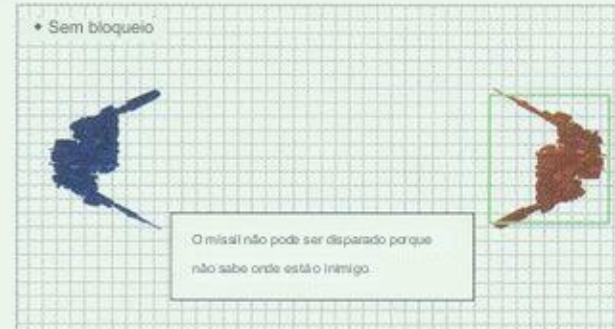 • Sem bloqueio
O míssil não pode ser disparado porque
não sabe onde está o inimigo.